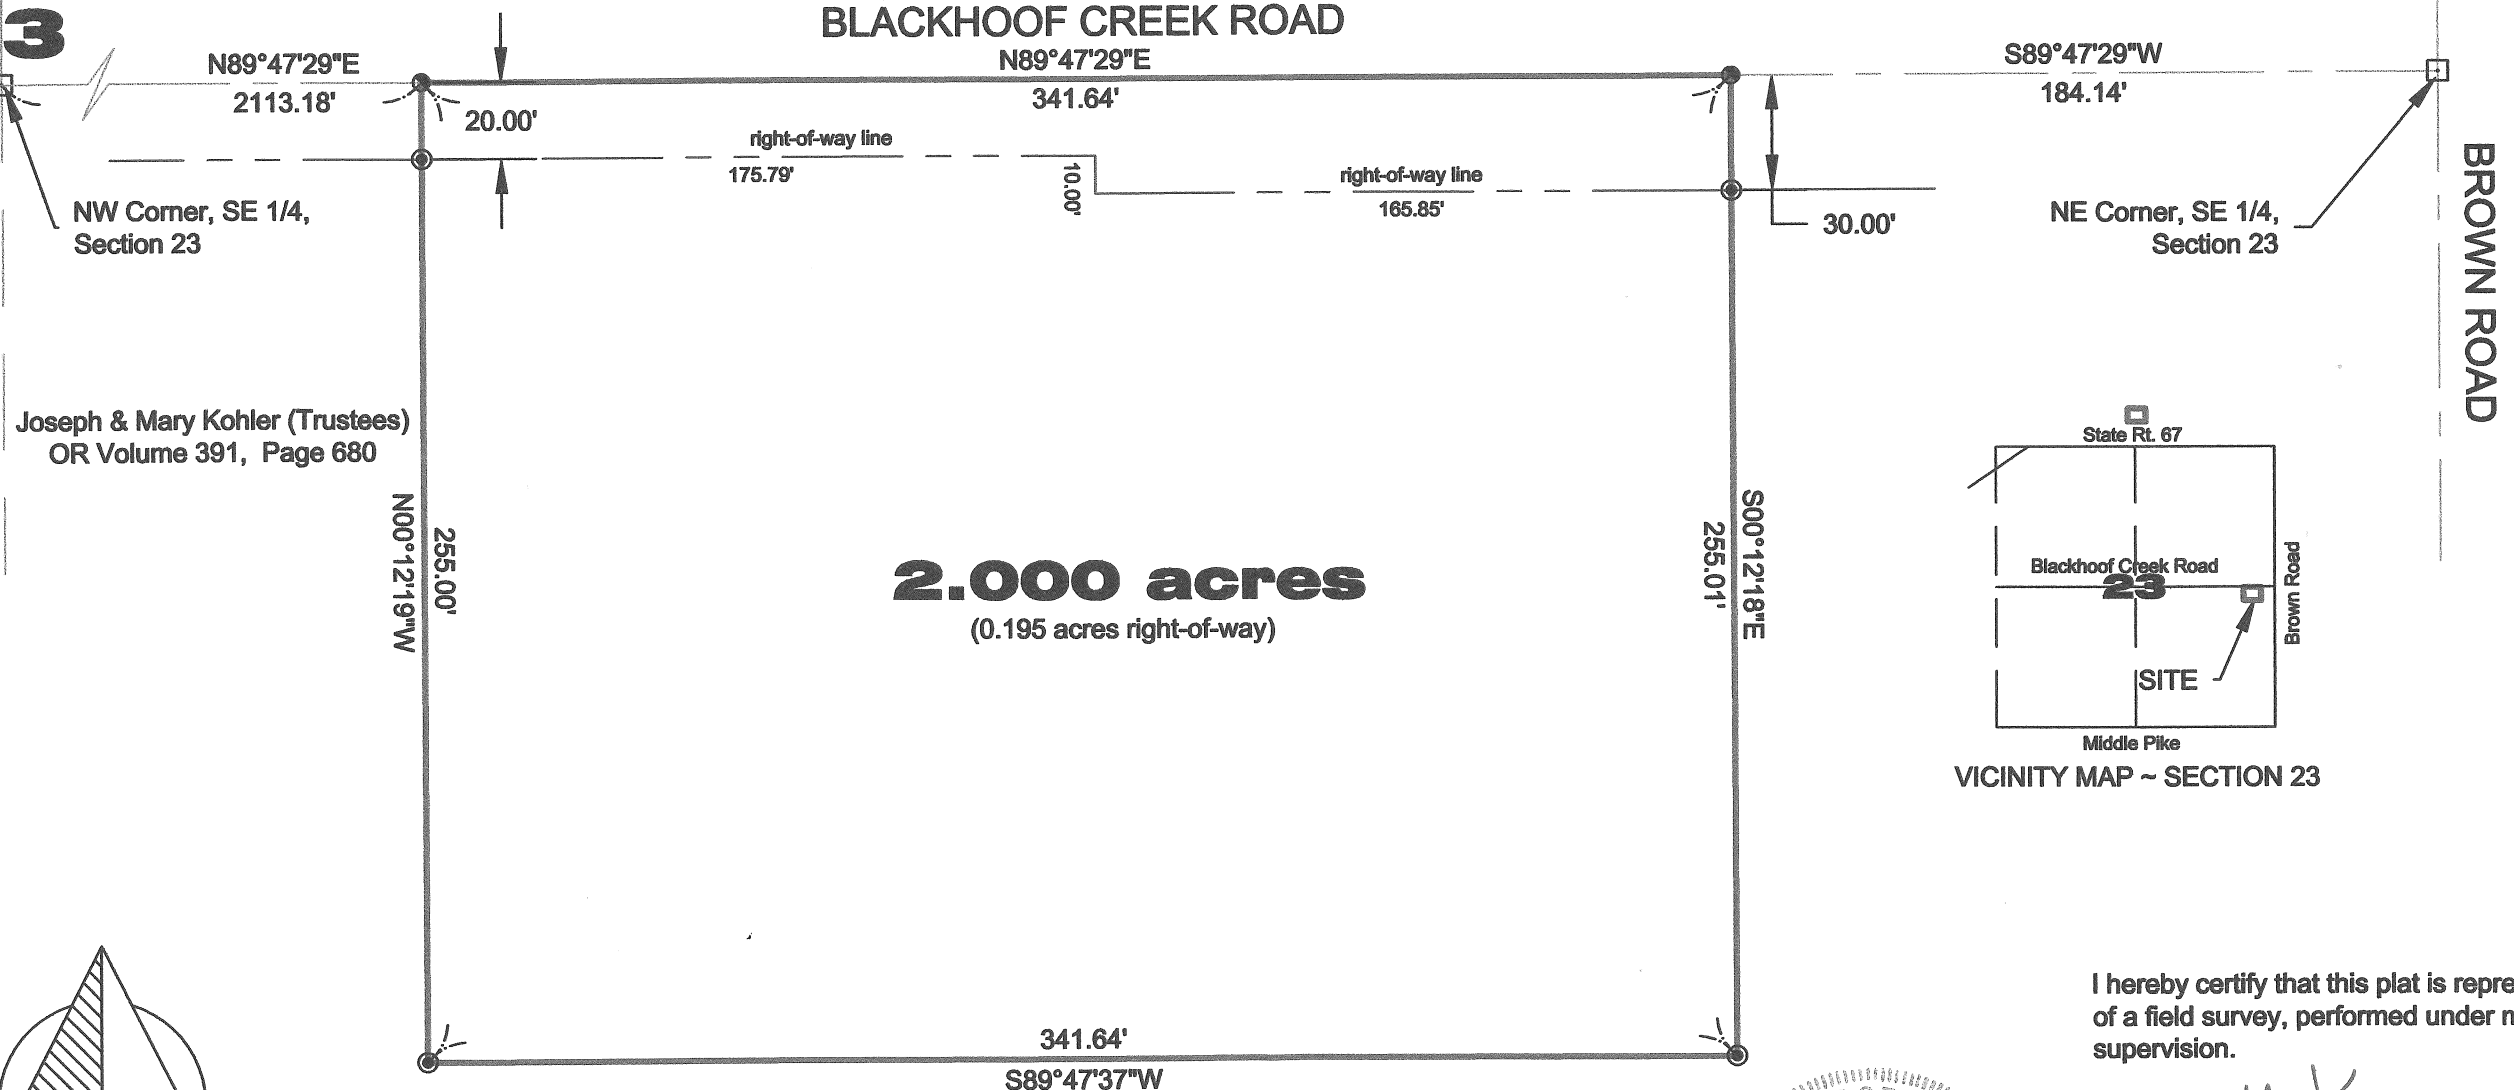 3
BLACKHOOF CREEK ROAD
N89°47'29"E
2113.18'
N89°47'29"E
341.64'
S89°47'29"W
184.14'
20.00'
right-of-way line
175.79'
10.00'
right-of-way line
165.85'
30.00'
NW Corner, SE 1/4,
Section 23
NE Corner, SE 1/4,
Section 23
BROWN ROAD
Joseph & Mary Kohler (Trustees)
OR Volume 391, Page 680
N00°12'19"W
255.00'
2.000 acres
(0.195 acres right-of-way)
255.01'
S00°12'18"E
State Rt. 67
Blackhoof Creek Road
23
Brown Road
SITE
Middle Pike
VICINITY MAP ~ SECTION 23
341.64'
S89°47'37"W
I hereby certify that this plat is repre
of a field survey, performed under
supervision.